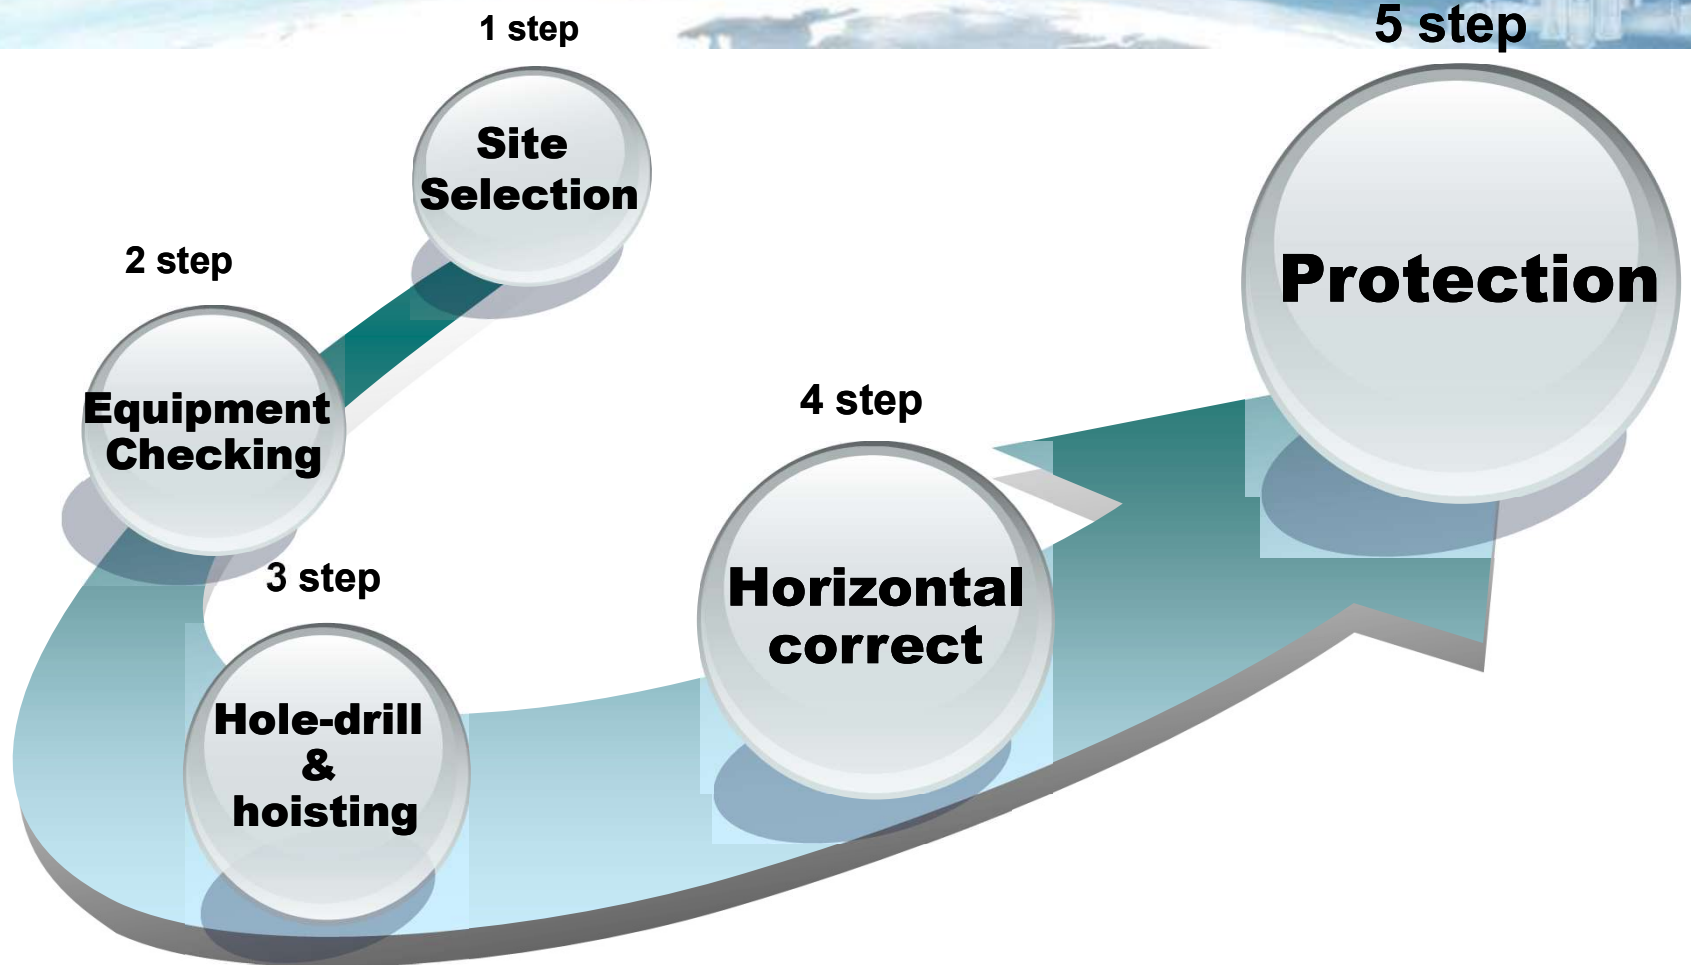 1 step
Site
Selection
2 step
Equipment
Checking
3 step
Hole-drill
&
hoisting
4 step
Horizontal
correct
5 step
Protection